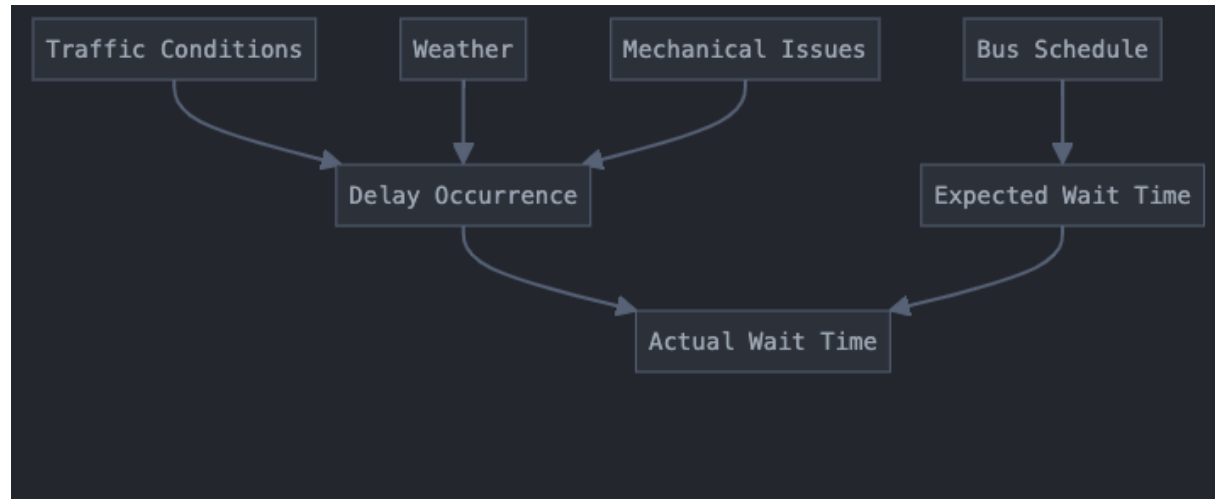 Traffic Conditions
Weather
Mechanical Issues
Bus Schedule
Delay Occurrence
Expected Wait Time
Actual Wait Time